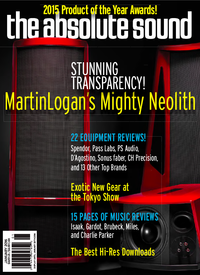 2015 Product of the Year Awards!
the absolute sound
STUNNING
TRANSPARENCY!
MartinLogan's Mighty Neolith
22 EQUIPMENT REVIEWS!
Spendor, Pass Labs, PS Audio,
D'Agostino, Sonus faber, CH Precision,
and 13 Other Top Brands
Exotic New Gear at
the Tokyo Show
15 PAGES OF MUSIC REVIEWS
Isaak, Gardot, Brubeck, Miles,
and Charlie Parker
The Best Hi-Res Downloads
JANUARY 2016